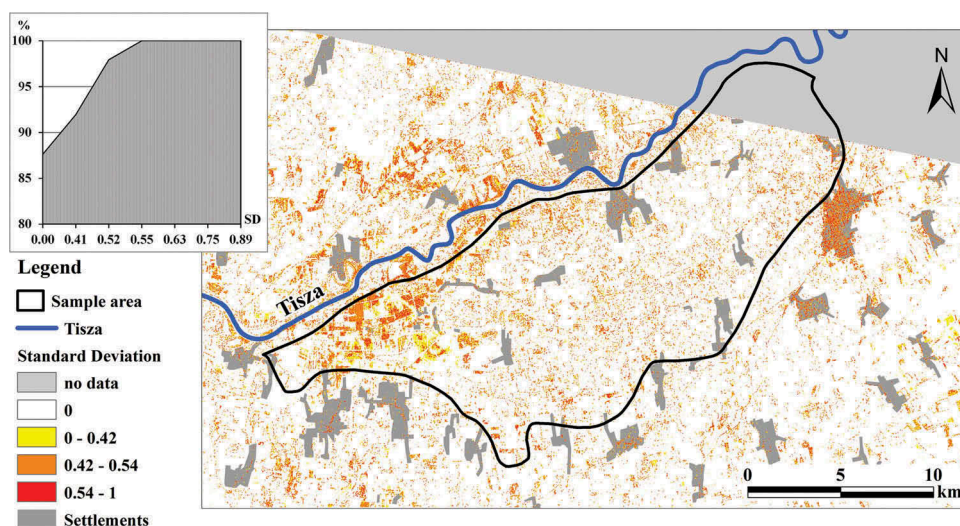 %
100
95
90
85
80
SD
0.00 0.41 0.52 0.55 0.63 0.75 0.89
Legend
Sample area
Tisza
Standard Deviation
no data
0
0 - 0.42
0.42 - 0.54
0.54 - 1
Settlements
Tisza
N
0 5 10
km